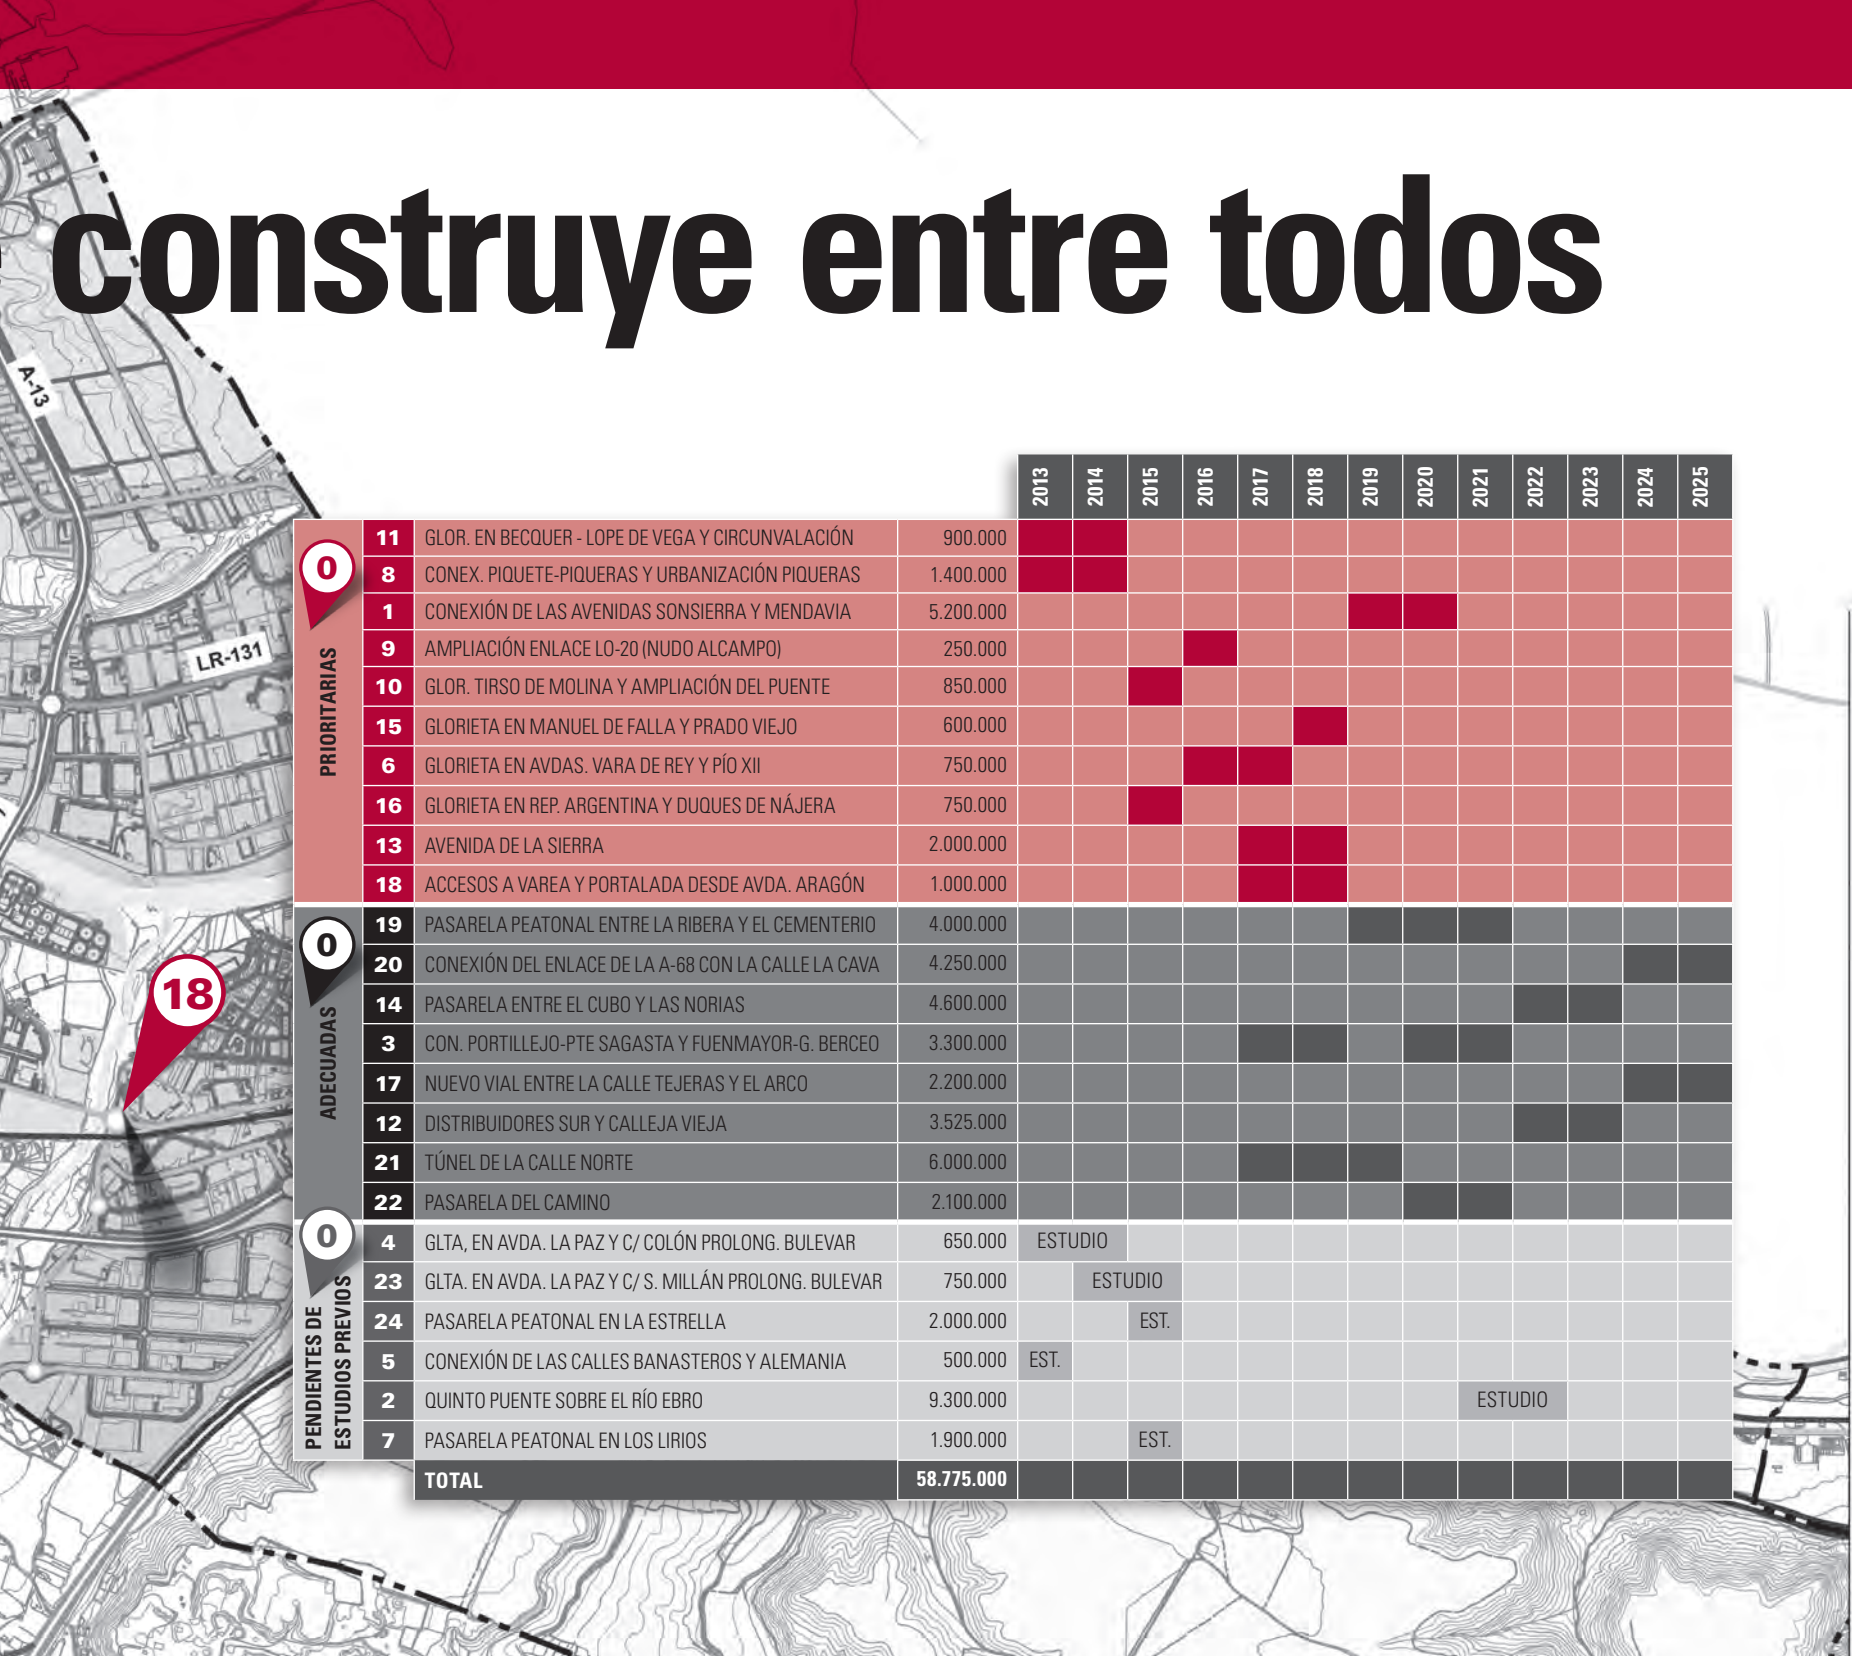 construye entre todos
A-13
LR-131
18
2013 2014 2015 2016 2017 2018 2019 2020 2021 2022 2023 2024 2025
0
PRIORITARIAS
11 GLOR. EN BECQUER - LOPE DE VEGA Y CIRCUNVALACIÓN 900.000
8 CONEX. PIQUETE-PIQUERAS Y URBANIZACIÓN PIQUERAS 1.400.000
1 CONEXIÓN DE LAS AVENIDAS SONSIERRA Y MENDAVIA 5.200.000
9 AMPLIACIÓN ENLACE LO-20 (NUDO ALCAMPO) 250.000
10 GLOR. TIRSO DE MOLINA Y AMPLIACIÓN DEL PUENTE 850.000
15 GLORIETA EN MANUEL DE FALLA Y PRADO VIEJO 600.000
6 GLORIETA EN AVDAS. VARA DE REY Y PÍO XII 750.000
16 GLORIETA EN REP. ARGENTINA Y DUQUES DE NÁJERA 750.000
13 AVENIDA DE LA SIERRA 2.000.000
18 ACCESOS A VAREA Y PORTALADA DESDE AVDA. ARAGÓN 1.000.000
0
ADECUADAS
19 PASARELA PEATONAL ENTRE LA RIBERA Y EL CEMENTERIO 4.000.000
20 CONEXIÓN DEL ENLACE DE LA A-68 CON LA CALLE LA CAVA 4.250.000
14 PASARELA ENTRE EL CUBO Y LAS NORIAS 4.600.000
3 CON. PORTILLEJO-PTE SAGASTA Y FUENMAYOR-G. BERCEO 3.300.000
17 NUEVO VIAL ENTRE LA CALLE TEJERAS Y EL ARCO 2.200.000
12 DISTRIBUIDORES SUR Y CALLEJA VIEJA 3.525.000
21 TÚNEL DE LA CALLE NORTE 6.000.000
22 PASARELA DEL CAMINO 2.100.000
0
PENDIENTES DE
ESTUDIOS PREVIOS
4 GLTA, EN AVDA. LA PAZ Y C/ COLÓN PROLONG. BULEVAR 650.000 ESTUDIO
23 GLTA. EN AVDA. LA PAZ Y C/ S. MILLÁN PROLONG. BULEVAR 750.000 ESTUDIO
24 PASARELA PEATONAL EN LA ESTRELLA 2.000.000 EST.
5 CONEXIÓN DE LAS CALLES BANASTEROS Y ALEMANIA 500.000 EST.
2 QUINTO PUENTE SOBRE EL RÍO EBRO 9.300.000 ESTUDIO
7 PASARELA PEATONAL EN LOS LIRIOS 1.900.000 EST.
TOTAL 58.775.000